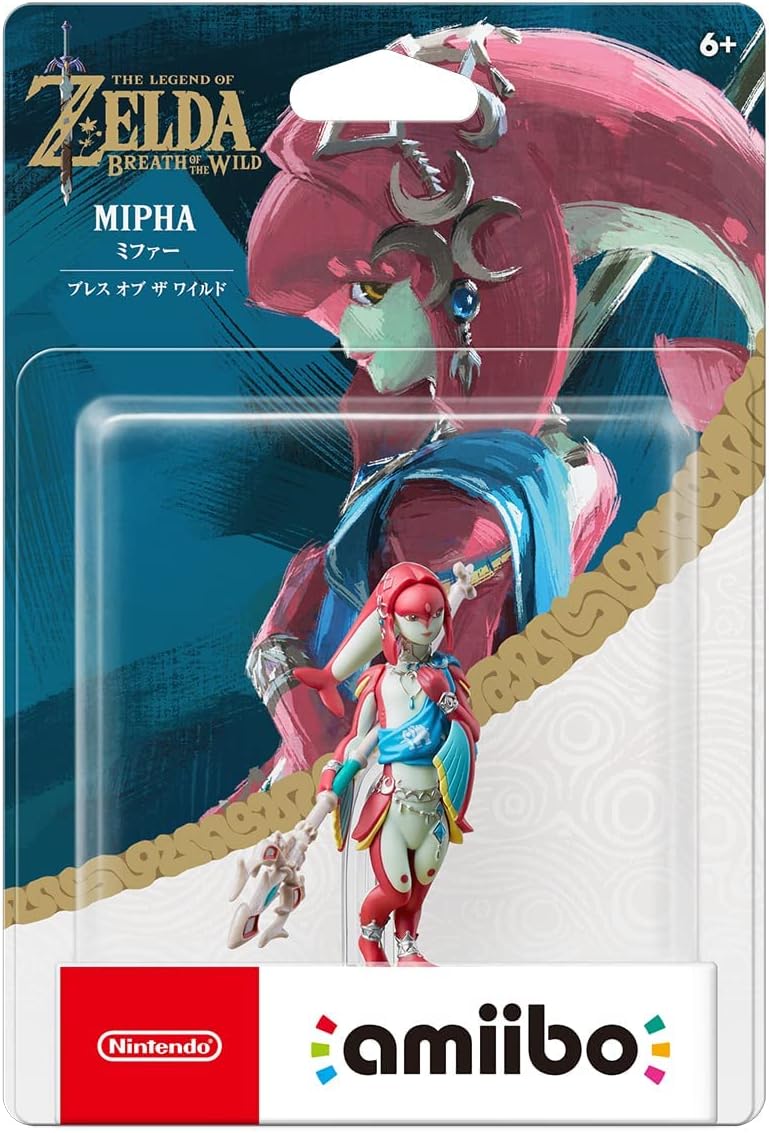 6+
THE LEGEND OF
ZELDA
BREATH OF THE WILD
MIPHA
ミファー
ブレス オブ ザ ワイルド
Nintendo
amiibo